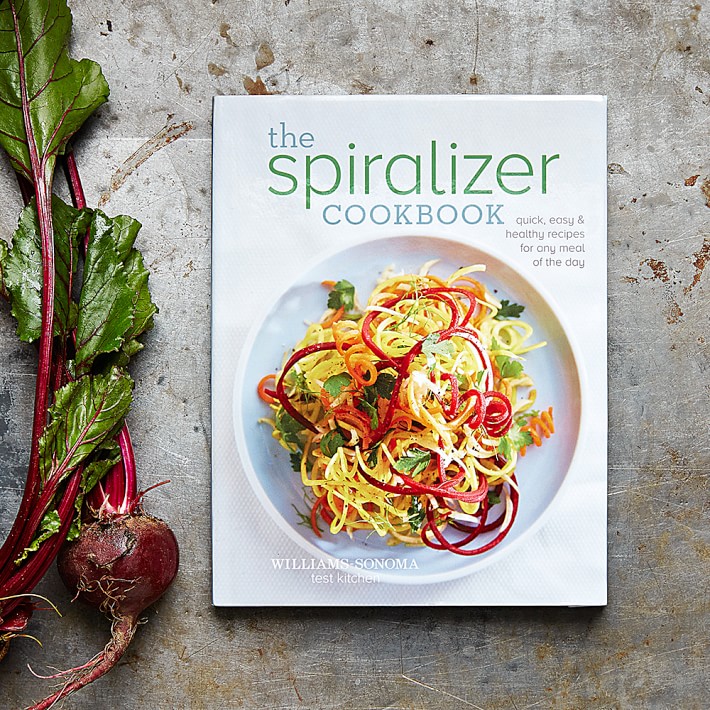 the
spiralizer
COOKBOOK
quick, easy &
healthy recipes
for any meal
of the day
WILLIAMS-SONOMA
test kitchen